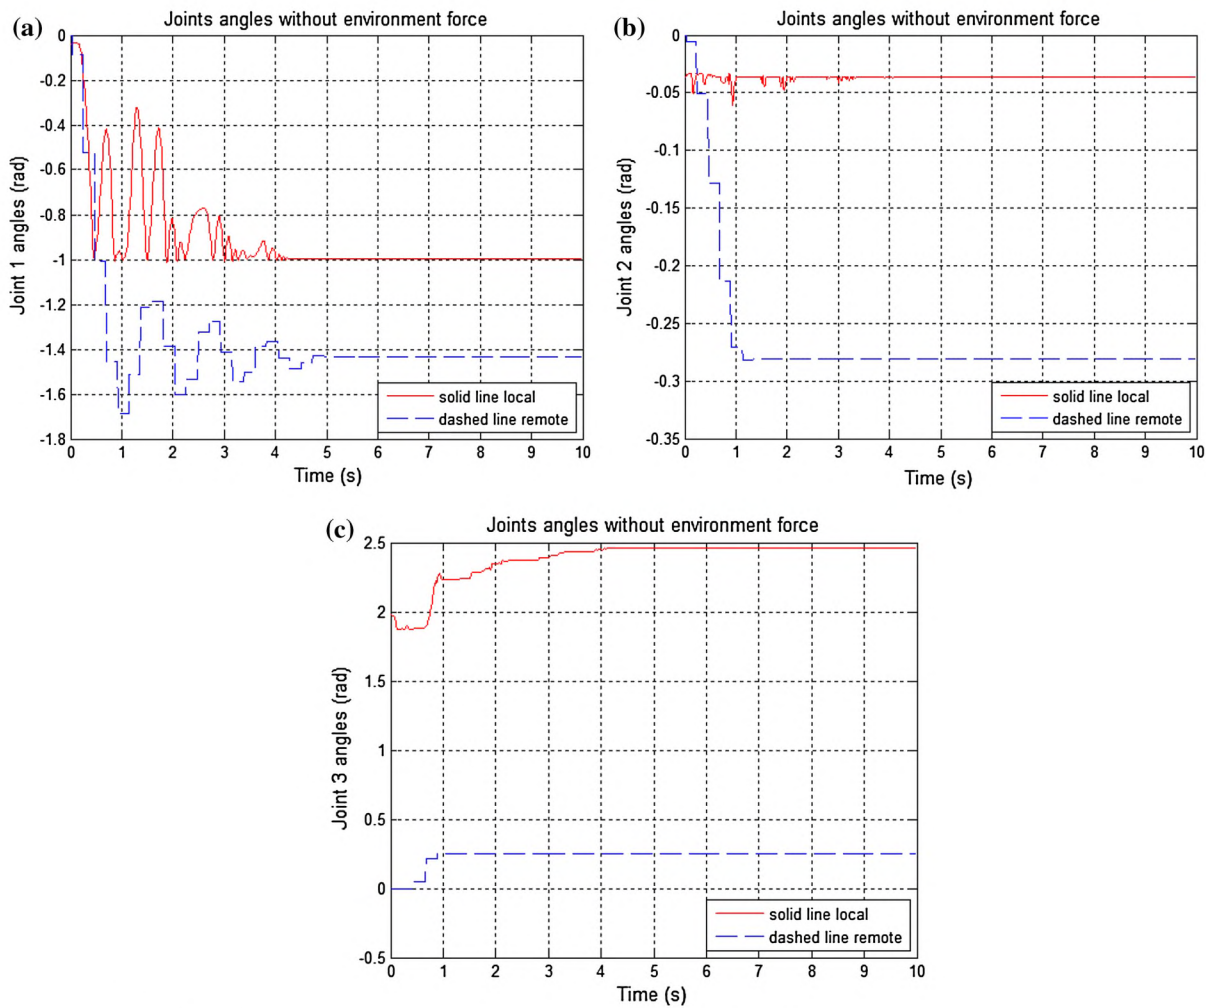 (a)
Joints angles without environment force
0
-0.2
-0.4
-0.6
-0.8
-1
-1.2
-1.4
-1.6
-1.8
Joint 1 angles (rad)
0 1 2 3 4 5 6 7 8 9 10
Time (s)
solid line local
dashed line remote
(b)
Joints angles without environment force
0
-0.05
-0.1
-0.15
-0.2
-0.25
-0.3
-0.35
Joint 2 angles (rad)
0 1 2 3 4 5 6 7 8 9 10
Time (s)
solid line local
dashed line remote
(c)
Joints angles without environment force
2.5
2
1.5
1
0.5
0
-0.5
Joint 3 angles (rad)
0 1 2 3 4 5 6 7 8 9 10
Time (s)
solid line local
dashed line remote